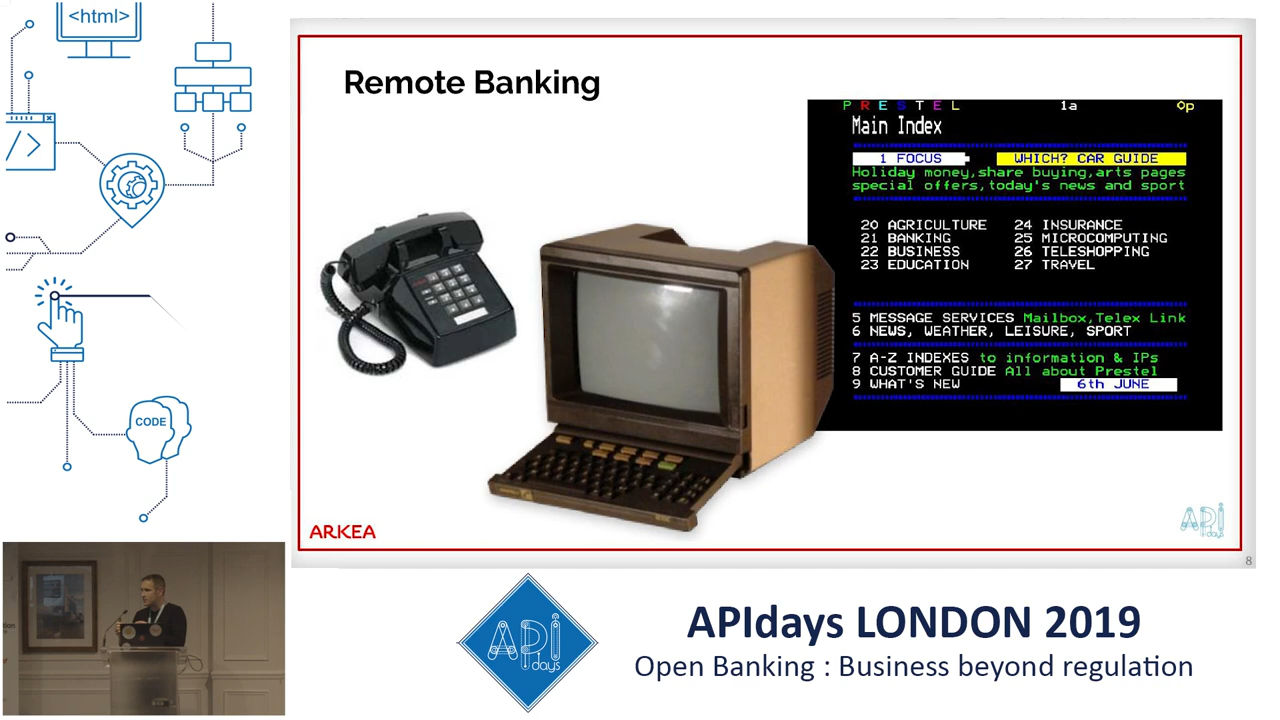 <html>
</>
CODE
Remote Banking
PRESTEL 1a 0p
Main Index
1 FOCUS WHICH? CAR GUIDE
Holiday money,share buying,arts pages
special offers,today's news and sport
20 AGRICULTURE 24 INSURANCE
21 BANKING 25 MICROCOMPUTING
22 BUSINESS 26 TELESHOPPING
23 EDUCATION 27 TRAVEL
5 MESSAGE SERVICES Mailbox,Telex Link
6 NEWS, WEATHER, LEISURE, SPORT
7 A-Z INDEXES to information & IPs
8 CUSTOMER GUIDE All about Prestel
9 WHAT'S NEW 6th JUNE
ARKEA
API
days
8
API
days
APIdays LONDON 2019
Open Banking : Business beyond regulation